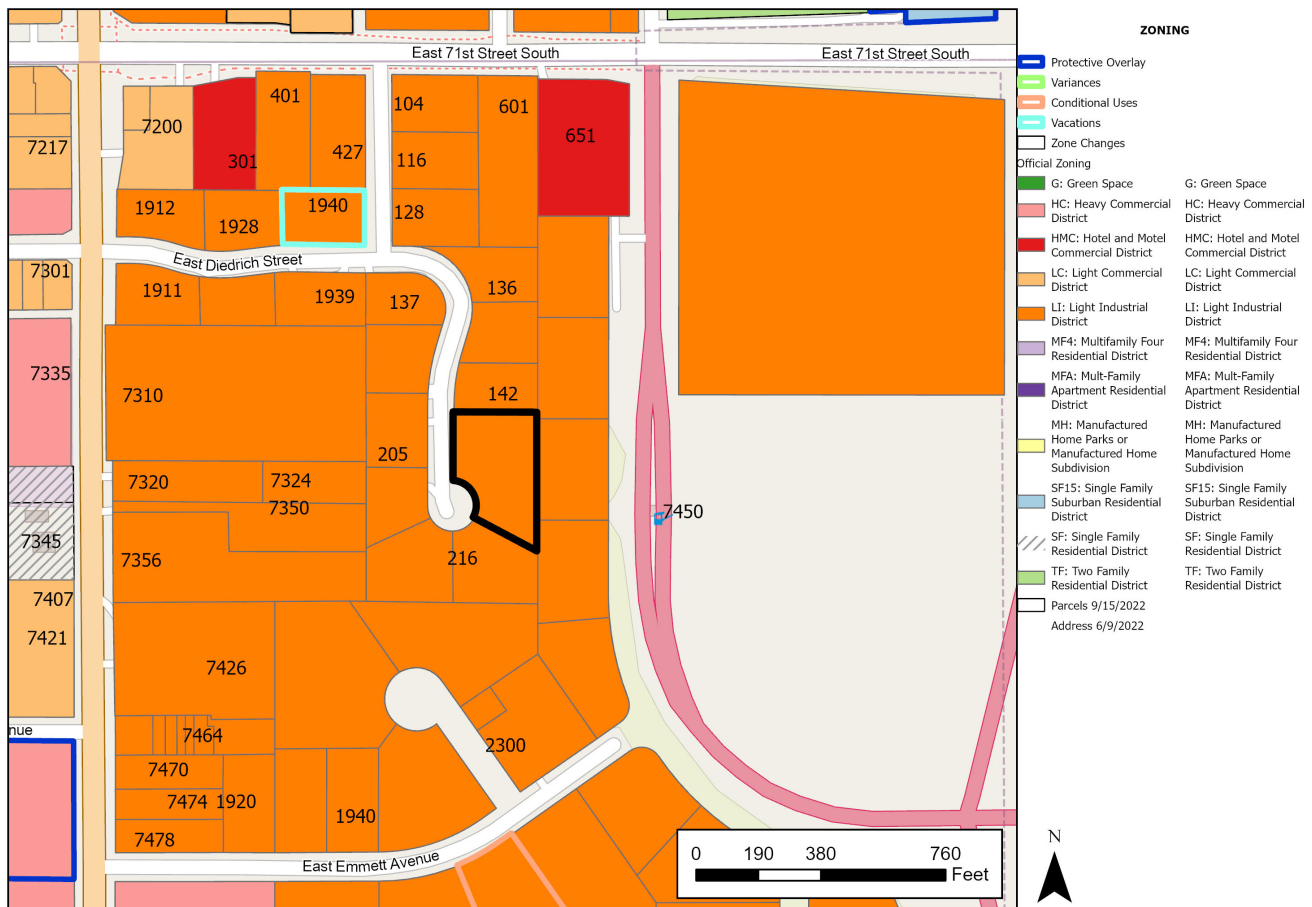 East 71st Street South
East 71st Street South
401
104
601
7200
651
7217
427
301
116
1940
1912
128
1928
East Diedrich Street
7301
136
1911
1939
137
7335
142
7310
205
7320
7324
7350
7450
7345
7356
216
7407
7421
7426
nue
7464
2300
7470
7474
1920
1940
7478
East Emmett Avenue
0
190
380
760
Feet
N
ZONING
Protective Overlay
Variances
Conditional Uses
Vacations
Zone Changes
Official Zoning
G: Green Space
G: Green Space
HC: Heavy Commercial
District
HC: Heavy Commercial
District
HMC: Hotel and Motel
Commercial District
HMC: Hotel and Motel
Commercial District
LC: Light Commercial
District
LC: Light Commercial
District
LI: Light Industrial
District
LI: Light Industrial
District
MF4: Multifamily Four
Residential District
MF4: Multifamily Four
Residential District
MFA: Mult-Family
Apartment Residential
District
MFA: Mult-Family
Apartment Residential
District
MH: Manufactured
Home Parks or
Manufactured Home
Subdivision
MH: Manufactured
Home Parks or
Manufactured Home
Subdivision
SF15: Single Family
Suburban Residential
District
SF15: Single Family
Suburban Residential
District
SF: Single Family
Residential District
SF: Single Family
Residential District
TF: Two Family
Residential District
TF: Two Family
Residential District
Parcels 9/15/2022
Address 6/9/2022